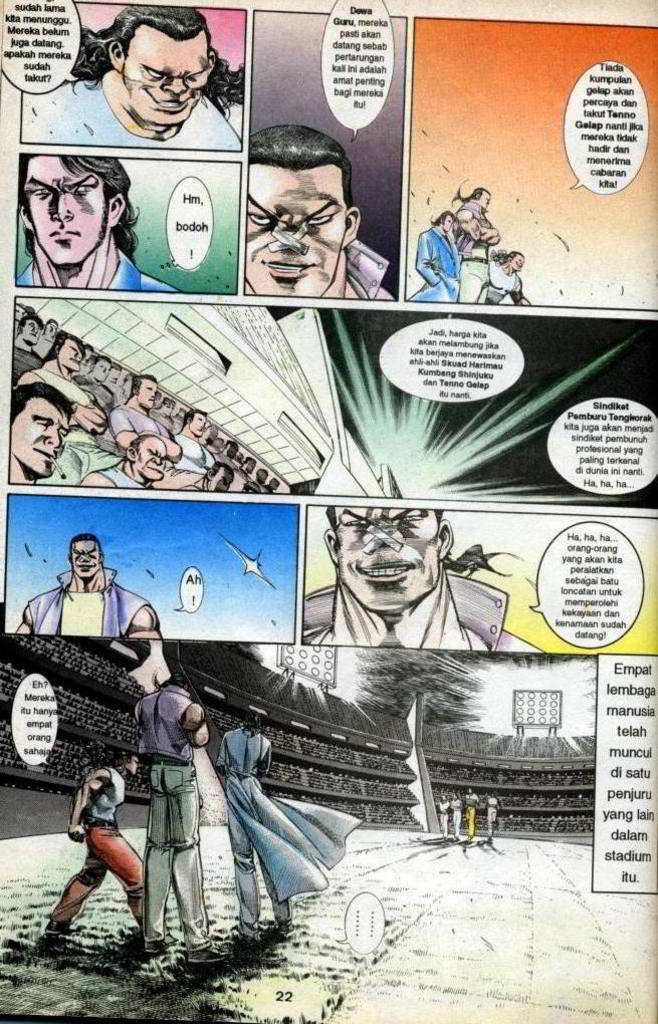 sudah lama
kita menunggu.
Mereka belum
juga datang.
apakah mereka
sudah
takut?
Dewa
Guru, mereka
pasti akan
datang sebab
pertarungan
kali ini adalah
amat penting
bagi mereka
itu!
Tiada
kumpulan
gelap akan
percaya dan
takut Tenno
Gelap nanti jika
mereka tidak
hadir dan
menerima
cabaran
kita!
Hm,
bodoh
!
Jadi, harga kita
akan melambung jika
kita berjaya menewaskan
ahli-ahli Skuad Harimau
Kumbang Shinjuku
dan Tenno Gelap
itu nanti.
Sindiket
Pemburu Tengkorak
kita juga akan menjadi
sindiket pembunuh
profesional yang
paling terkenal
di dunia ini nanti.
Ha, ha, ha...
Ah
!
Ha, ha, ha...
orang-orang
yang akan kita
peralatkan
sebagai batu
loncatan untuk
memperolehi
kekayaan dan
kenamaan sudah
datang!
Eh?
Mereka
itu hanya
empat
orang
sahaja
Empat
lembaga
manusia
telah
muncul
di satu
penjuru
yang lain
dalam
stadium
itu.
......
22